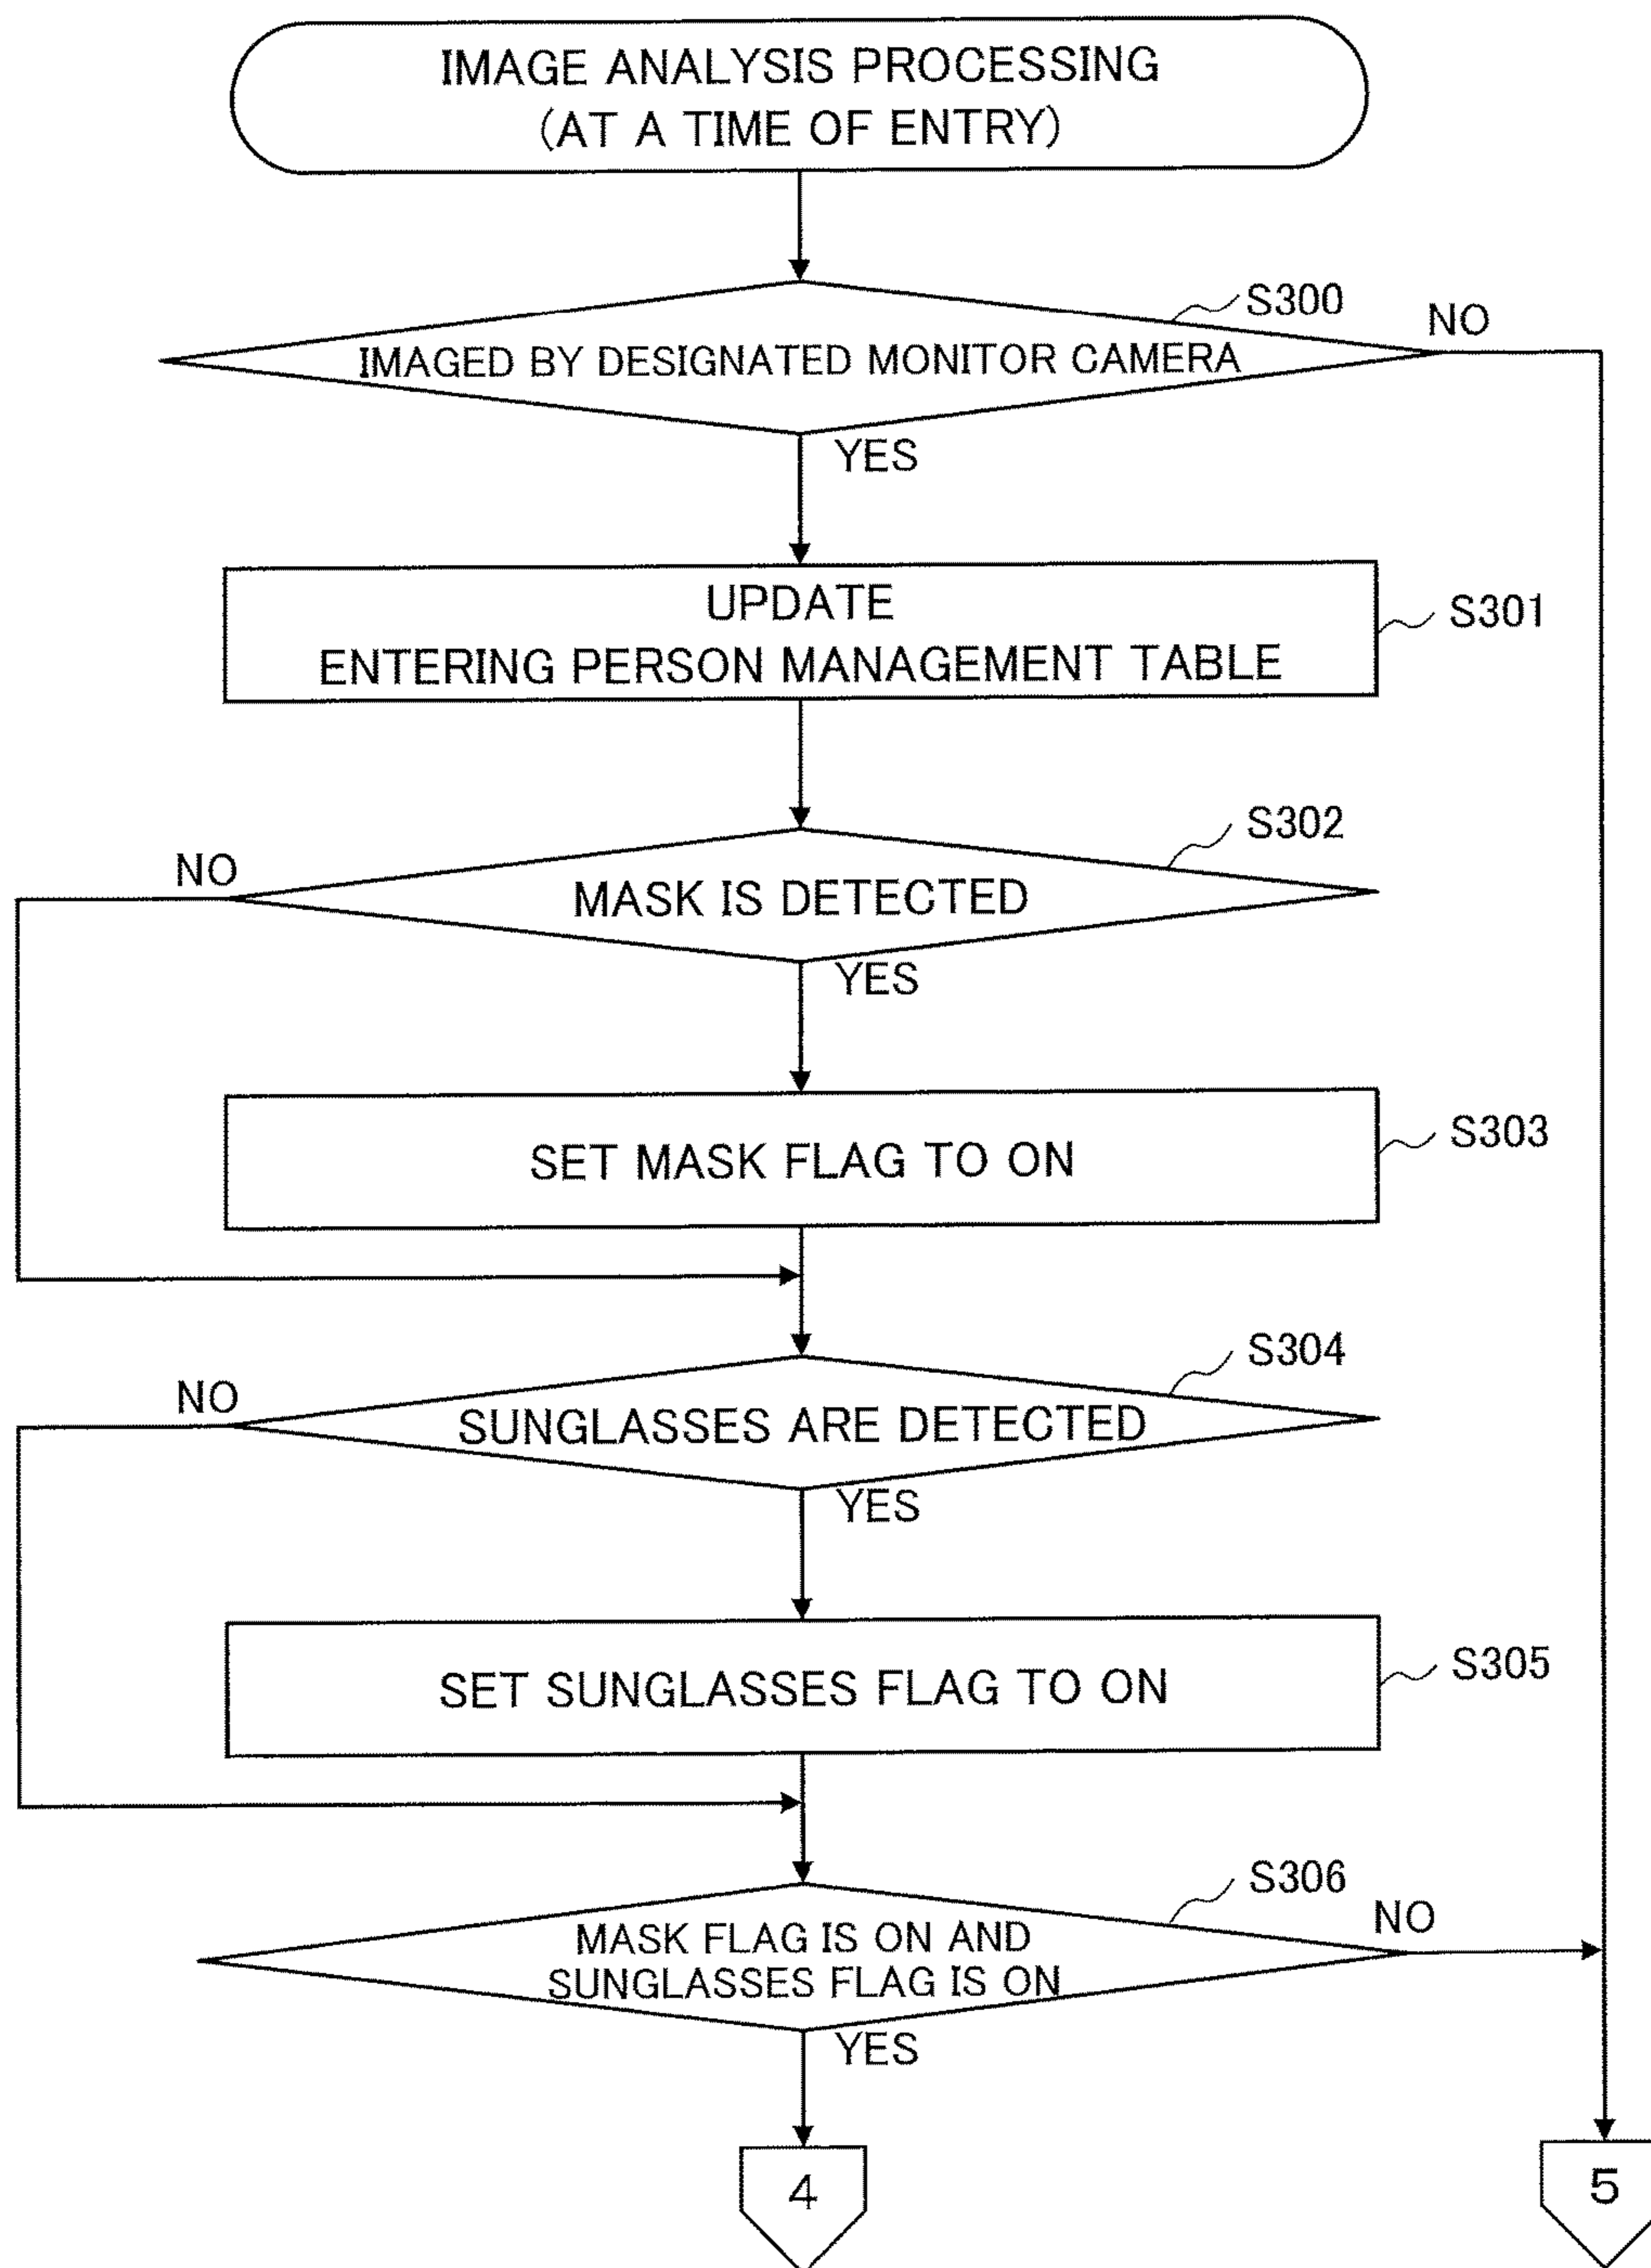 IMAGE ANALYSIS PROCESSING
(AT A TIME OF ENTRY)
S300
NO
IMAGED BY DESIGNATED MONITOR CAMERA
YES
UPDATE
ENTERING PERSON MANAGEMENT TABLE
S301
S302
NO
MASK IS DETECTED
YES
SET MASK FLAG TO ON
S303
S304
NO
SUNGLASSES ARE DETECTED
YES
SET SUNGLASSES FLAG TO ON
S305
S306
NO
MASK FLAG IS ON AND
SUNGLASSES FLAG IS ON
YES
4
5